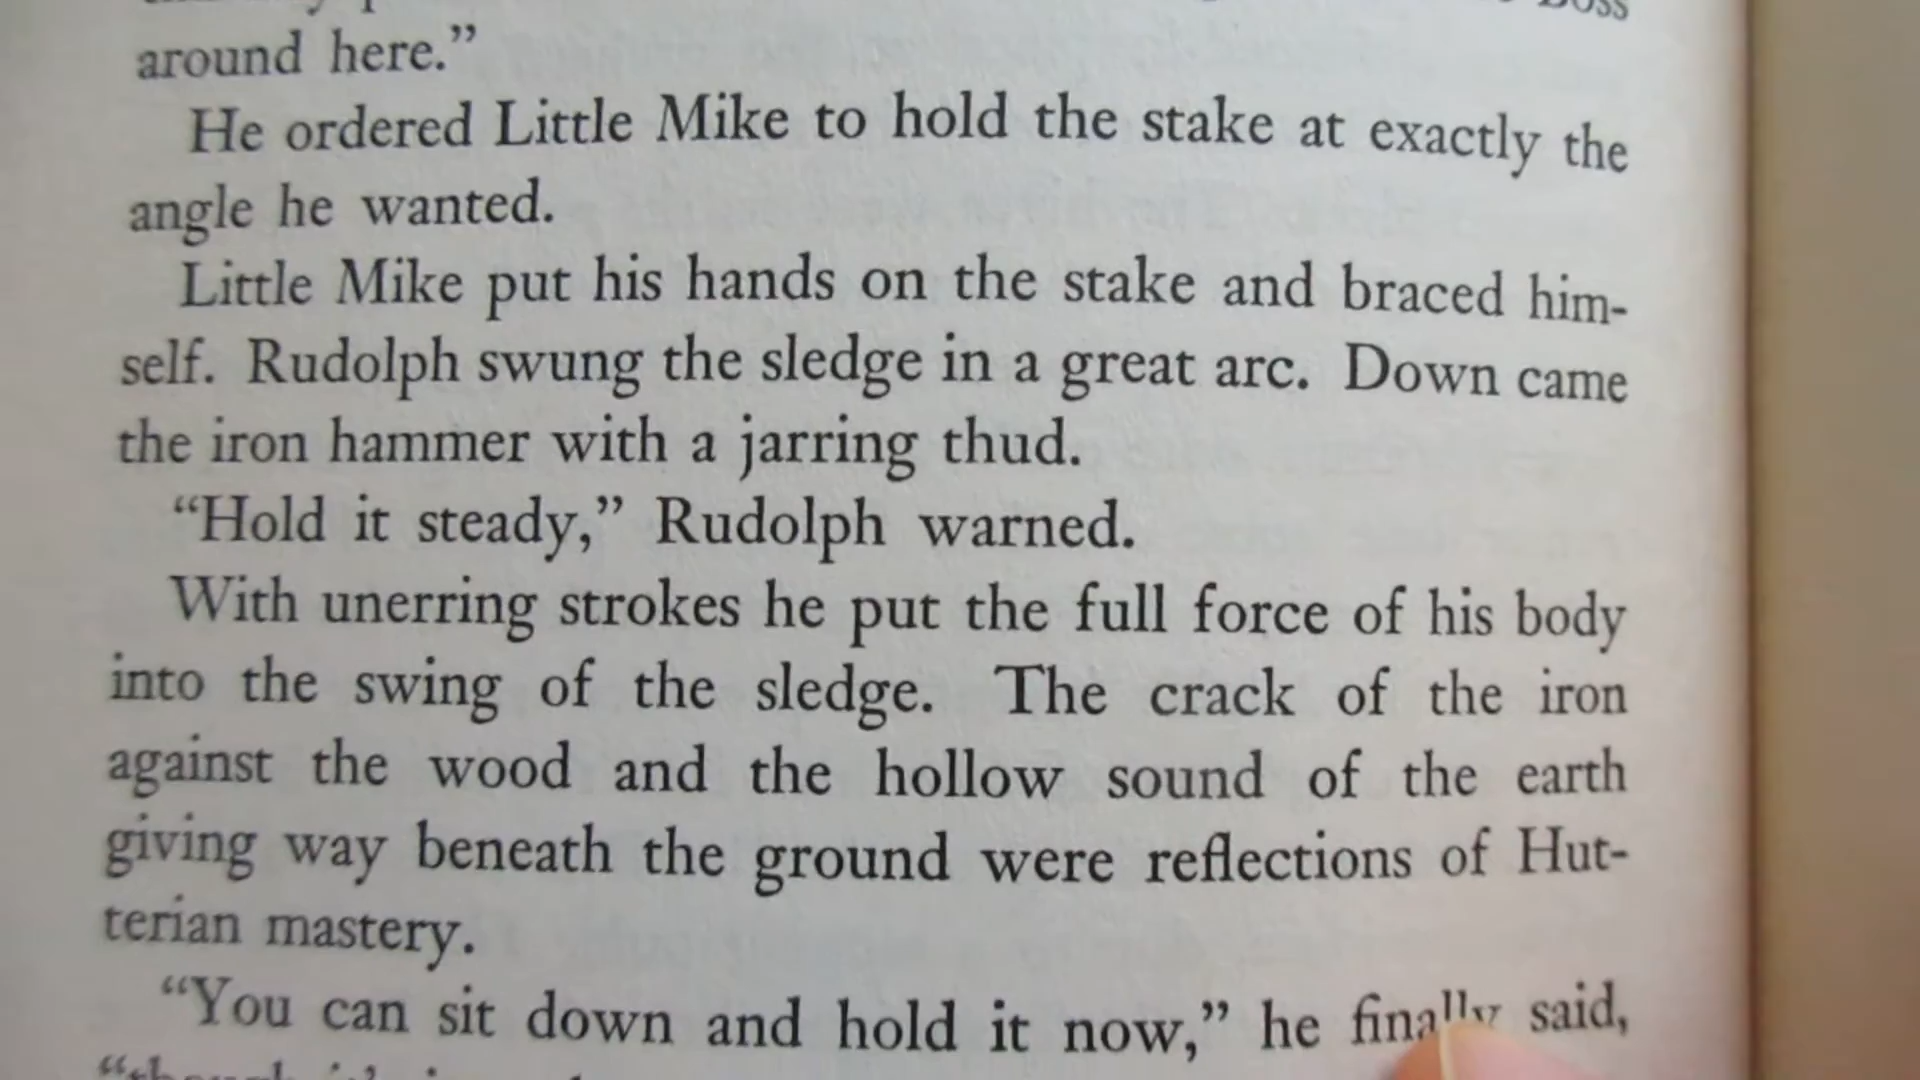 Boss
around here.”
He ordered Little Mike to hold the stake at exactly the
angle he wanted.
Little Mike put his hands on the stake and braced him-
self. Rudolph swung the sledge in a great arc. Down came
the iron hammer with a jarring thud.
“Hold it steady,” Rudolph warned.
With unerring strokes he put the full force of his body
into the swing of the sledge. The crack of the iron
against the wood and the hollow sound of the earth
giving way beneath the ground were reflections of Hut-
terian mastery.
“You can sit down and hold it now,” he finally said,